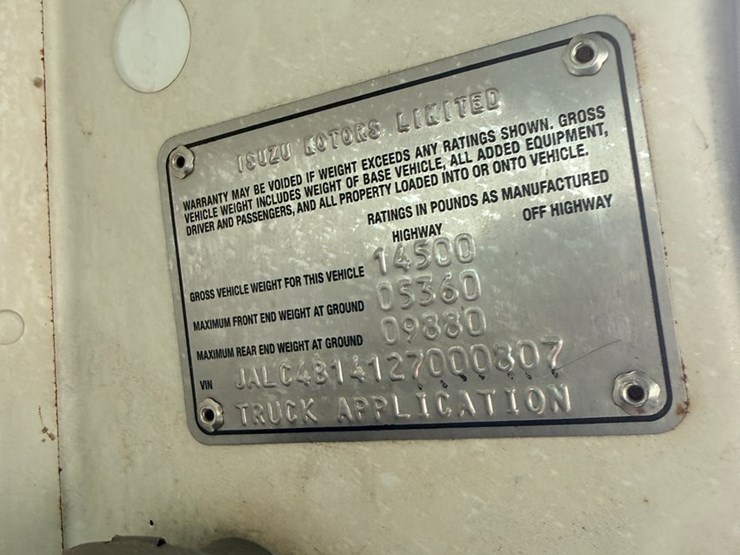 ISUZU MOTORS LIMITED
WARRANTY MAY BE VOIDED IF WEIGHT EXCEEDS ANY RATINGS SHOWN. GROSS
VEHICLE WEIGHT INCLUDES WEIGHT OF BASE VEHICLE, ALL ADDED EQUIPMENT,
DRIVER AND PASSENGERS, AND ALL PROPERTY LOADED INTO OR ONTO VEHICLE.
RATINGS IN POUNDS AS MANUFACTURED
HIGHWAY OFF HIGHWAY
GROSS VEHICLE WEIGHT FOR THIS VEHICLE 14500
MAXIMUM FRONT END WEIGHT AT GROUND 05360
MAXIMUM REAR END WEIGHT AT GROUND 09880
VIN JALC4B14127000807
TRUCK APPLICATION